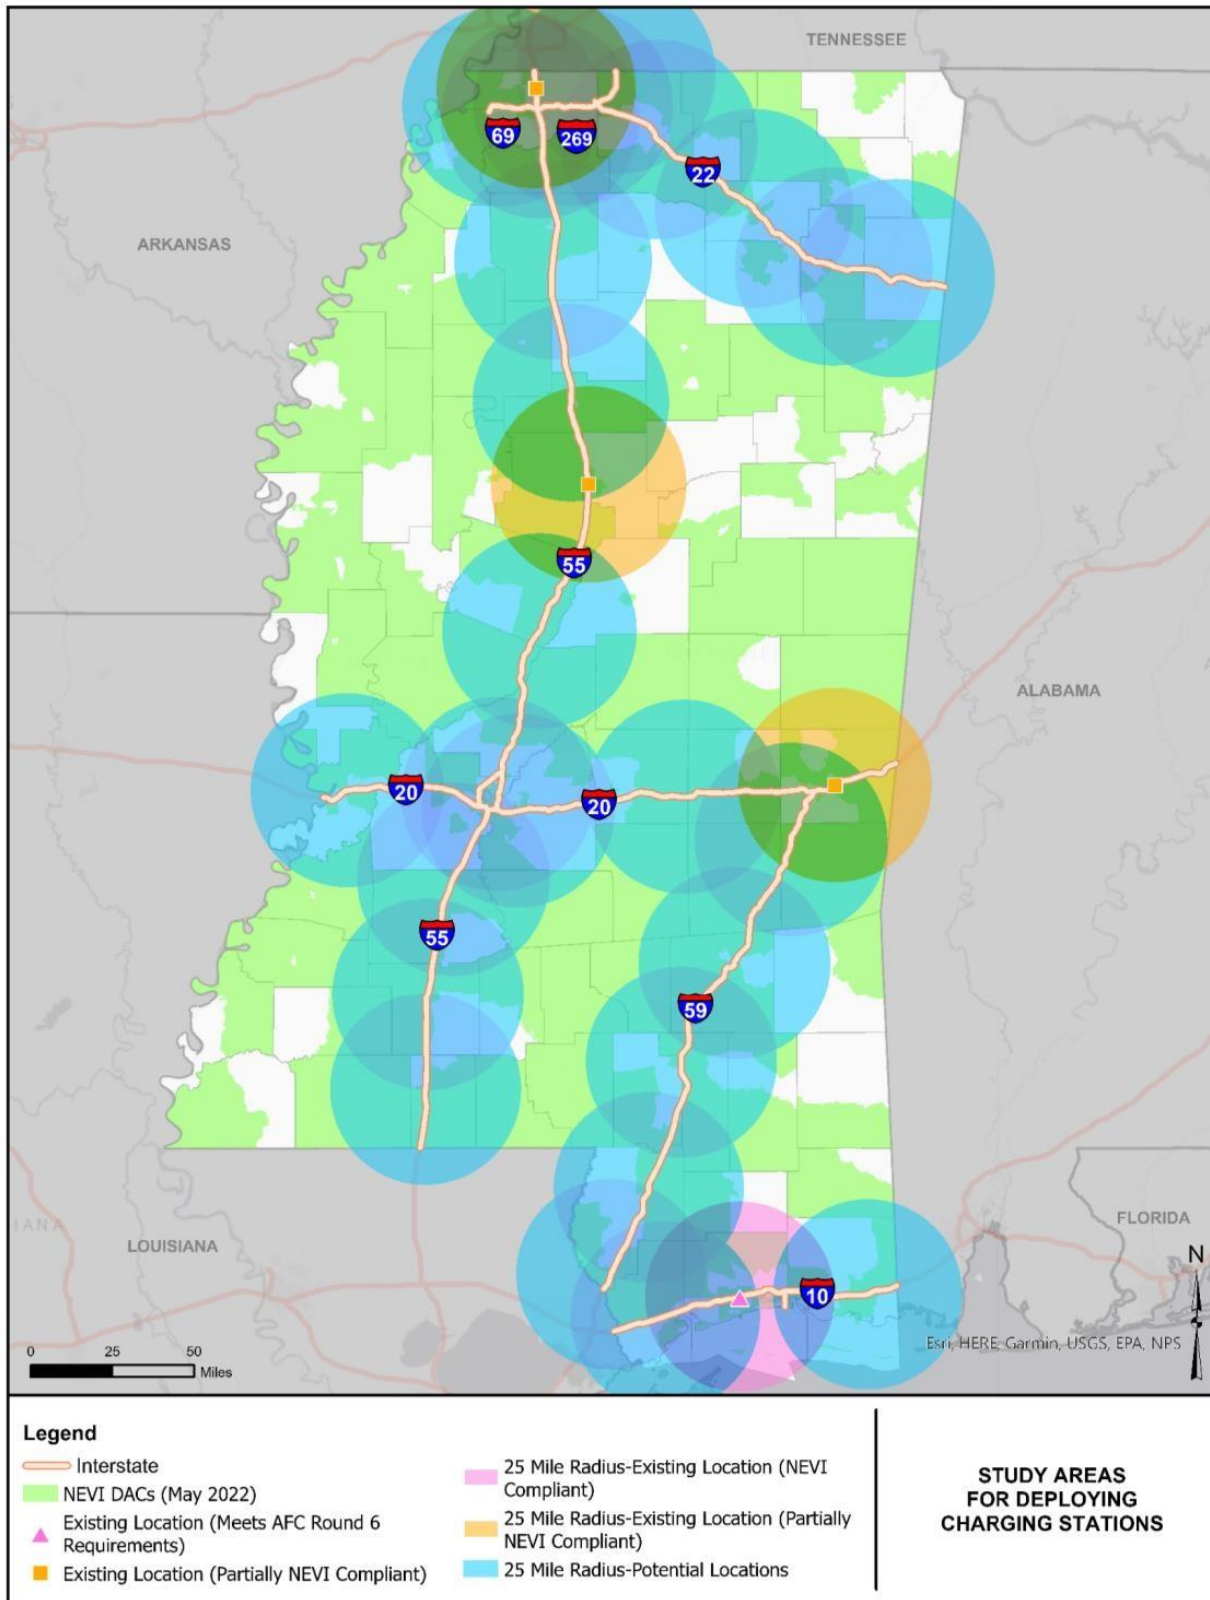 TENNESSEE
69
269
22
ARKANSAS
55
ALABAMA
20
20
55
59
FLORIDA
LOUISIANA
IANA
10
N
Esri, HERE, Garmin, USGS, EPA, NPS
0 25 50
Miles
Legend
Interstate
NEVI DACs (May 2022)
Existing Location (Meets AFC Round 6
Requirements)
Existing Location (Partially NEVI Compliant)
25 Mile Radius-Existing Location (NEVI
Compliant)
25 Mile Radius-Existing Location (Partially
NEVI Compliant)
25 Mile Radius-Potential Locations
STUDY AREAS
FOR DEPLOYING
CHARGING STATIONS